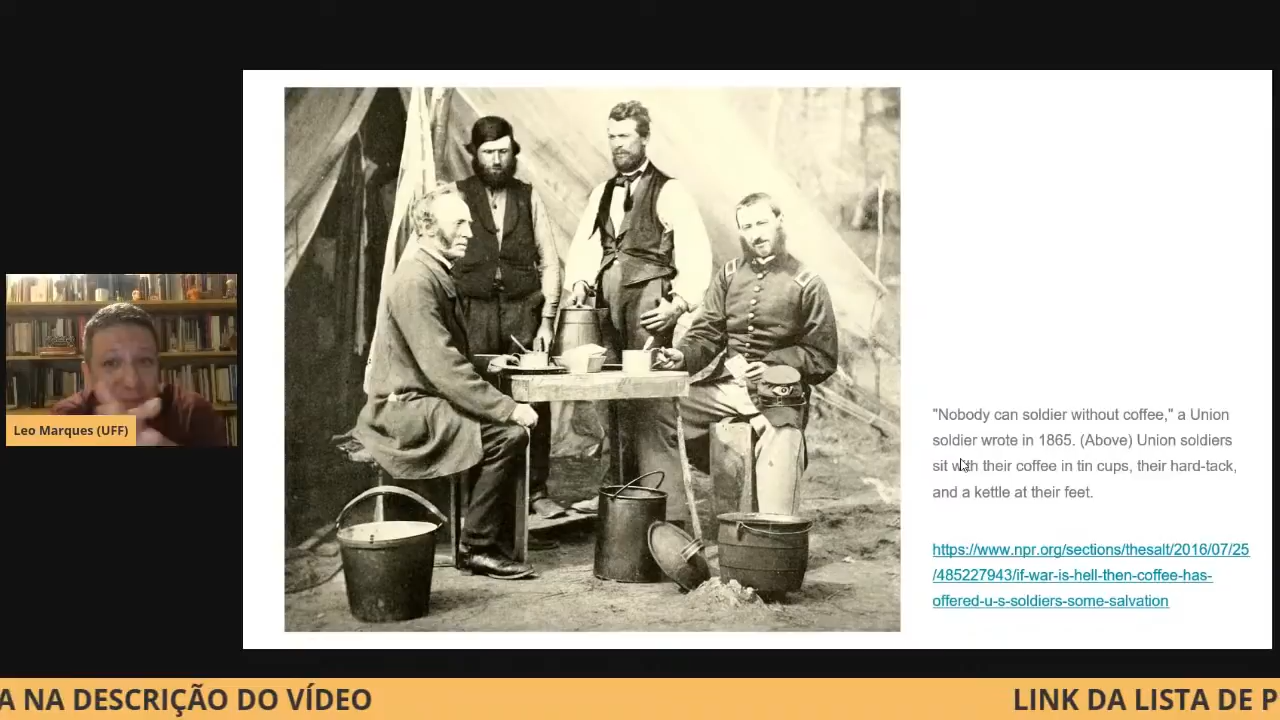 "Nobody can soldier without coffee," a Union
soldier wrote in 1865. (Above) Union soldiers
sit with their coffee in tin cups, their hard-tack,
and a kettle at their feet.
https://www.npr.org/sections/thesalt/2016/07/25
/485227943/if-war-is-hell-then-coffee-has-
offered-u-s-soldiers-some-salvation
Leo Marques (UFF)
A NA DESCRIÇÃO DO VÍDEO LINK DA LISTA DE P